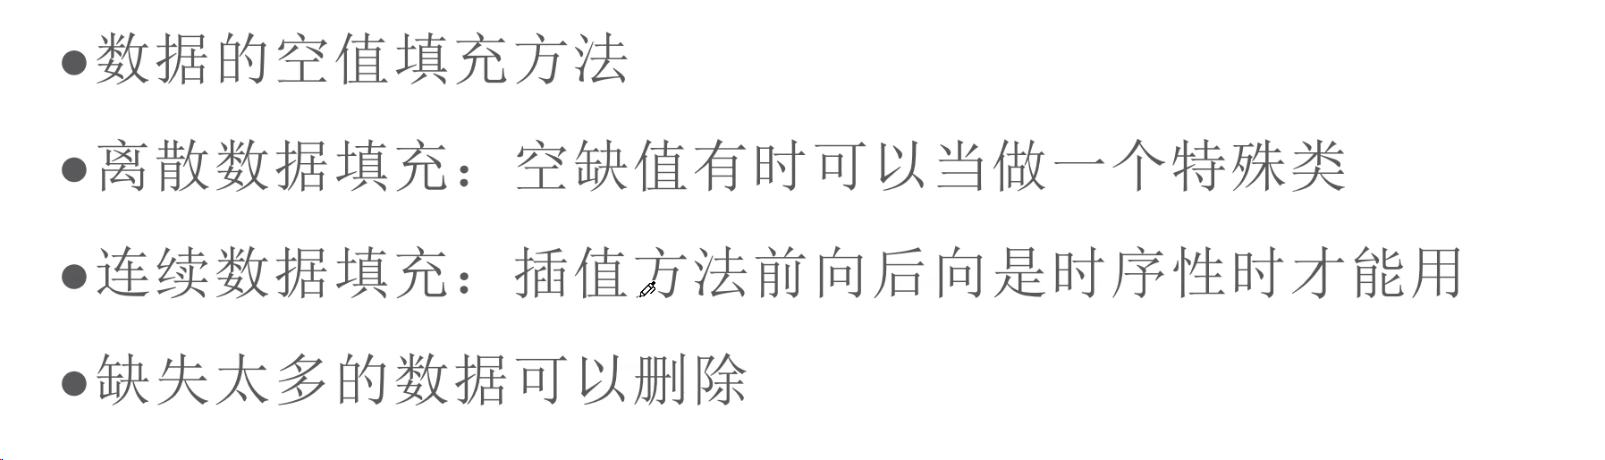 ●数据的空值填充方法
●离散数据填充：空缺值有时可以当做一个特殊类
●连续数据填充：插值方法前向后向是时序性时才能用
●缺失太多的数据可以删除